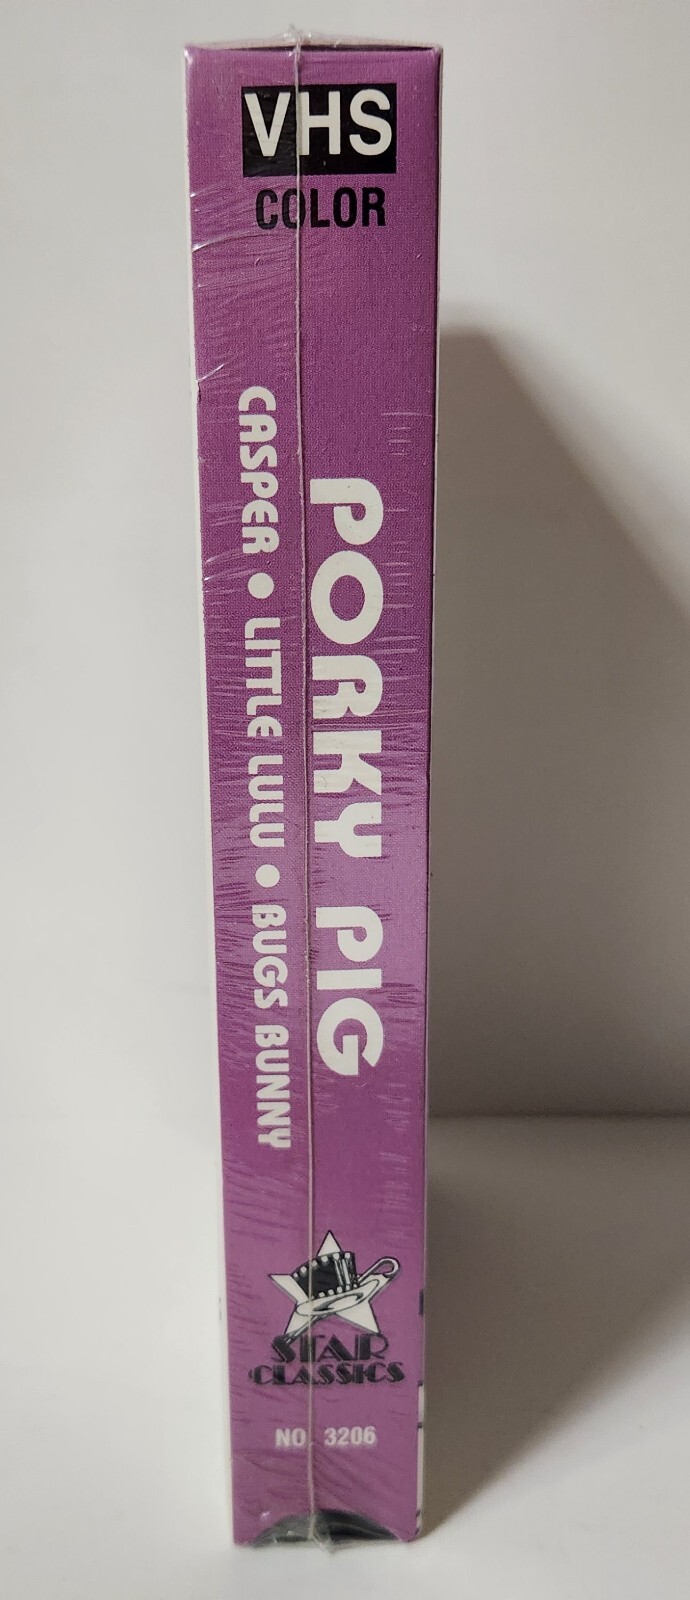 VHS
COLOR
PORKY PIG
CASPER • LITTLE LULU • BUGS BUNNY
STAR
CLASSICS
NO. 3206